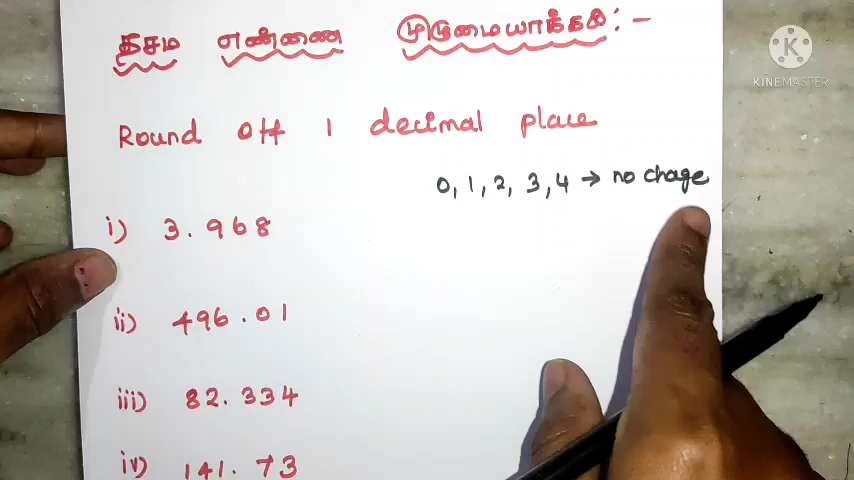 தசம எண்ணை முழுமையாக்கல் :-
K
KINEMASTER
Round off 1 decimal place
0, 1, 2, 3, 4 → no chage
i) 3.968
ii) 496.01
iii) 82.334
iv) 141.73